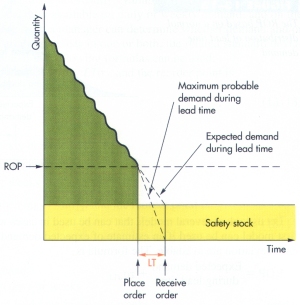 Quantity
Maximum probable
demand during
lead time
Expected demand
during lead time
ROP
Safety stock
Time
LT
Place
order
Receive
order